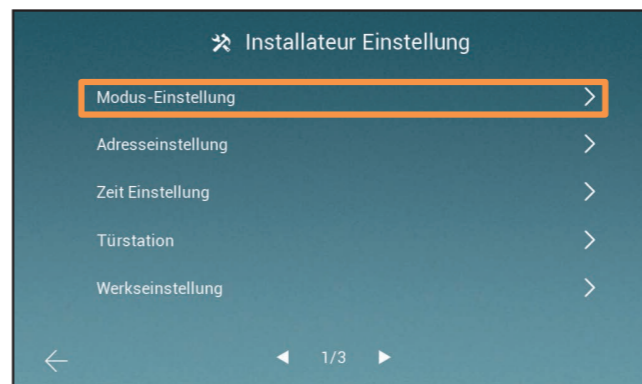 Installateur Einstellung
Modus-Einstellung
Adresseinstellung
Zeit Einstellung
Türstation
Werkseinstellung
1/3